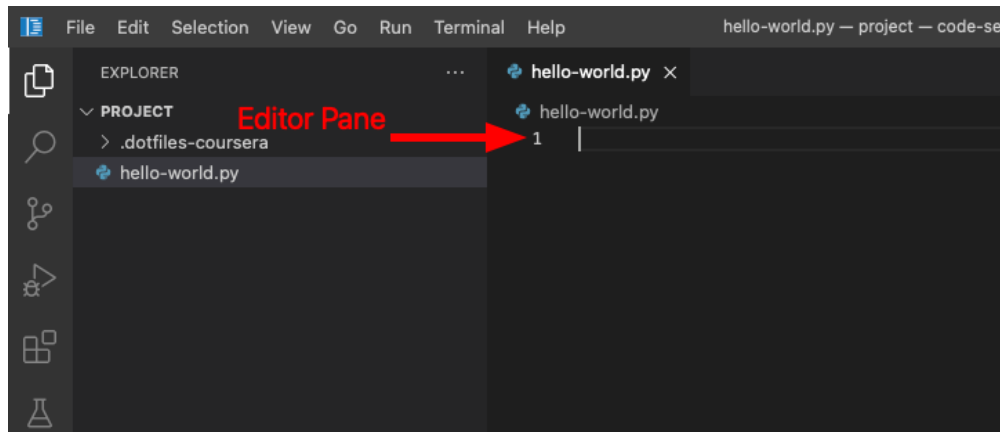 File Edit Selection View Go Run Terminal Help hello-world.py — project — code-se
EXPLORER ...
PROJECT
.dotfiles-coursera
hello-world.py
Editor Pane
hello-world.py
hello-world.py
1